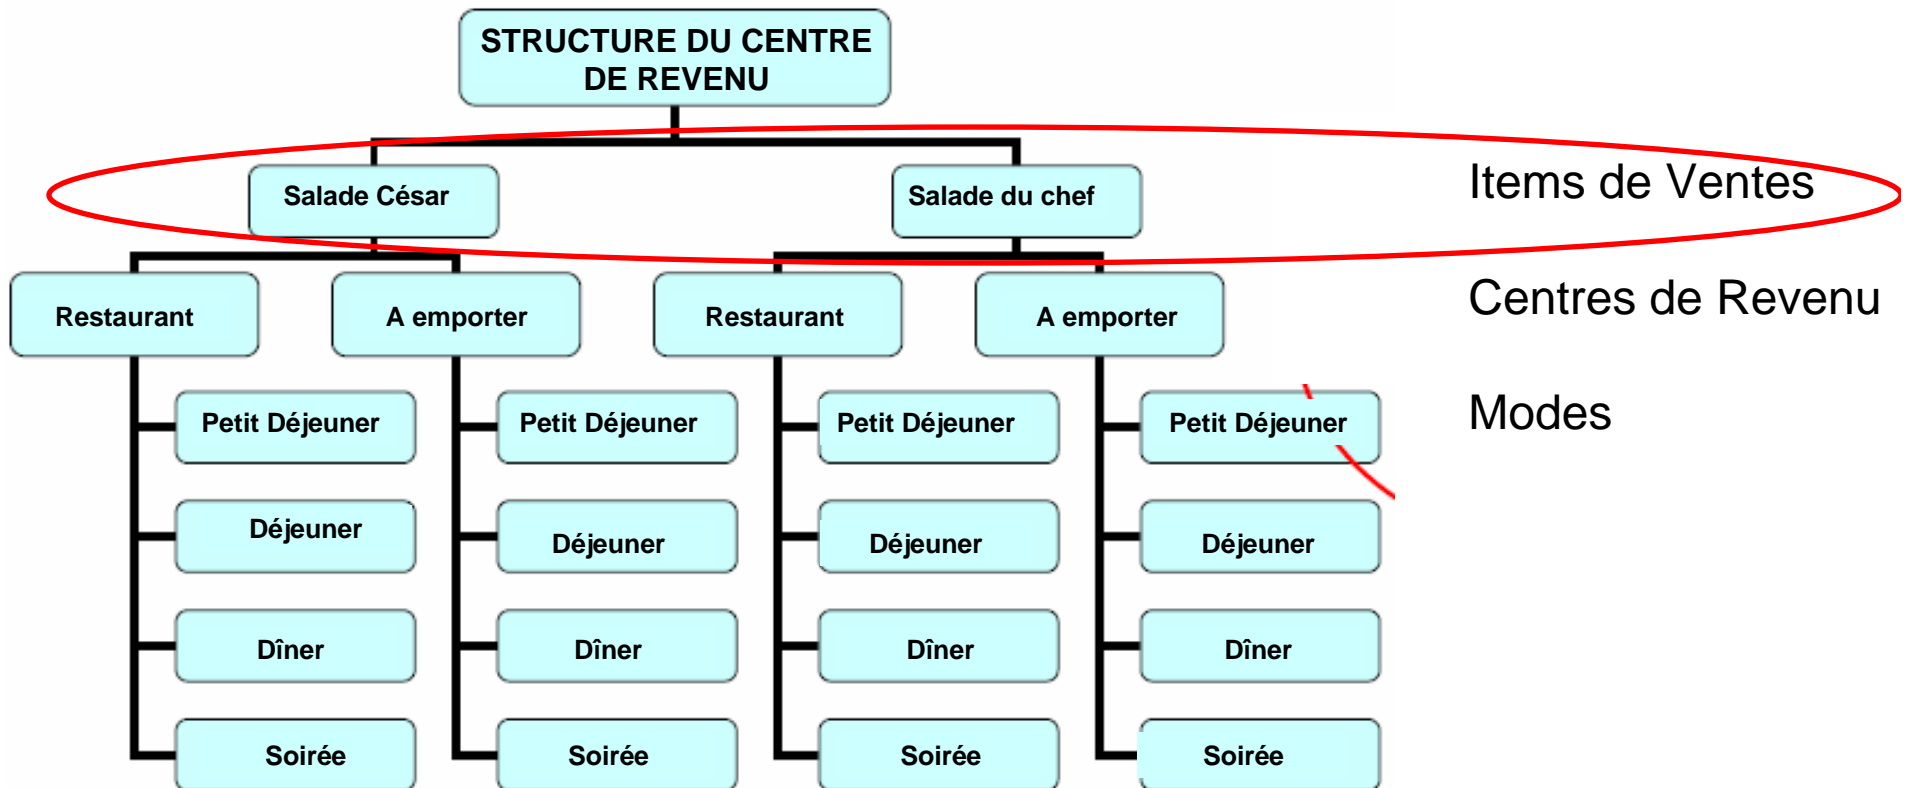 STRUCTURE DU CENTRE
DE REVENU
Salade César
Salade du chef
Items de Ventes
Restaurant
A emporter
Restaurant
A emporter
Centres de Revenu
Petit Déjeuner
Petit Déjeuner
Petit Déjeuner
Petit Déjeuner
Modes
Déjeuner
Déjeuner
Déjeuner
Déjeuner
Dîner
Dîner
Dîner
Dîner
Soirée
Soirée
Soirée
Soirée